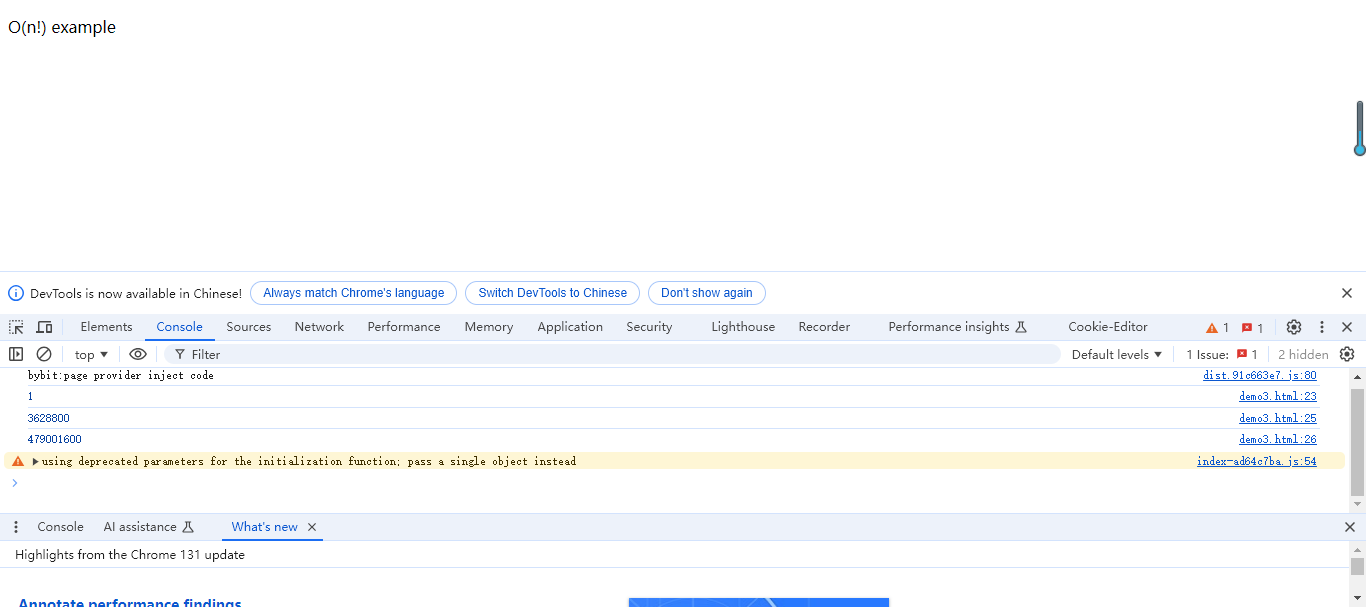 O(n!) example
DevTools is now available in Chinese! Always match Chrome's language Switch DevTools to Chinese Don't show again
Elements Console Sources Network Performance Memory Application Security Lighthouse Recorder Performance insights Cookie-Editor 1 1
top Filter Default levels 1 Issue: 1 2 hidden
bybit:page provider inject code dist.91c663e7.js:80
1 demo3.html:23
3628800 demo3.html:25
479001600 demo3.html:26
using deprecated parameters for the initialization function; pass a single object instead index-ad64c7ba.js:54
Console AI assistance What's new
Highlights from the Chrome 131 update
Annotate performance findings